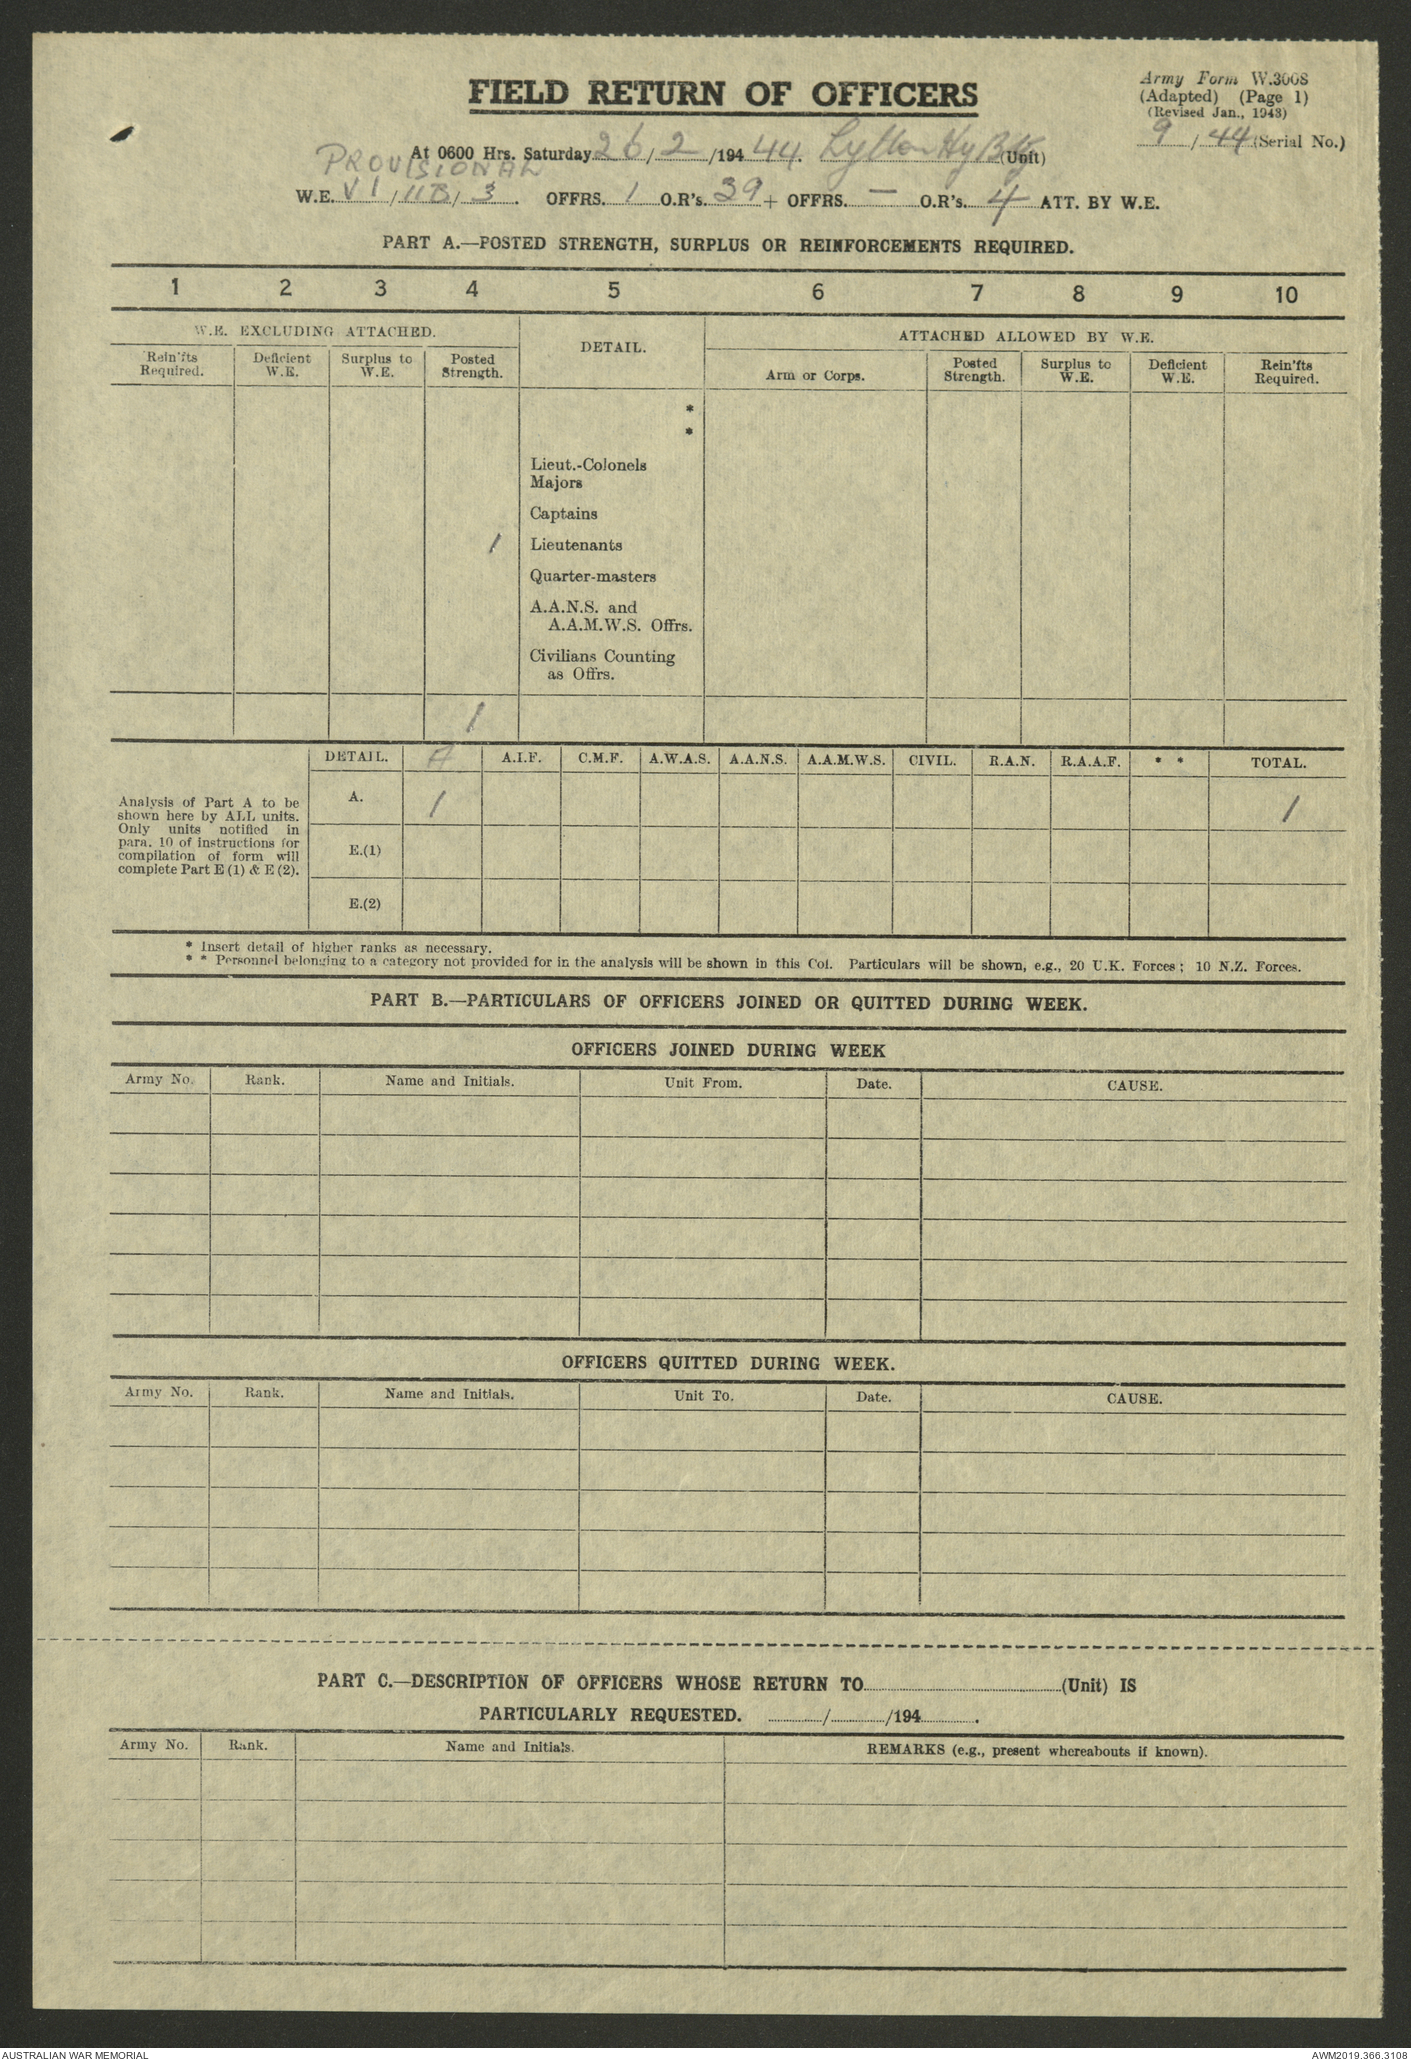 FIELD RETURN OF OFFICERS
Army Form W.3008
(Adapted) (Page 1)
(Revised Jan., 1943)
9 / 44 (Serial No.)
At 0600 Hrs. Saturday 26 / 2 /194 44. Lytton Hy Bty (Unit)
PROVISIONAL
W.E. VI / 11B / 3 . OFFRS. 1 O.R's. 39 + OFFRS. — O.R's. 4 ATT. BY W.E.
PART A.—POSTED STRENGTH, SURPLUS OR REINFORCEMENTS REQUIRED.
1 2 3 4 5 6 7 8 9 10
W.E. EXCLUDING ATTACHED. DETAIL. ATTACHED ALLOWED BY W.E.
Rein'fts Required. Deficient W.E. Surplus to W.E. Posted Strength. Arm or Corps. Posted Strength. Surplus to W.E. Deficient W.E. Rein'fts Required.
*
*
Lieut.-Colonels
Majors
Captains
1 Lieutenants
Quarter-masters
A.A.N.S. and
A.A.M.W.S. Offrs.
Civilians Counting
as Offrs.
1
DETAIL. A A.I.F. C.M.F. A.W.A.S. A.A.N.S. A.A.M.W.S. CIVIL. R.A.N. R.A.A.F. * * TOTAL.
A. 1 1
Analysis of Part A to be
shown here by ALL units.
Only units notified in
para. 10 of instructions for
compilation of form will
complete Part E (1) & E (2).
E.(1)
E.(2)
* Insert detail of higher ranks as necessary.
* * Personnel belonging to a category not provided for in the analysis will be shown in this Col. Particulars will be shown, e.g., 20 U.K. Forces; 10 N.Z. Forces.
PART B.—PARTICULARS OF OFFICERS JOINED OR QUITTED DURING WEEK.
OFFICERS JOINED DURING WEEK
Army No. Rank. Name and Initials. Unit From. Date. CAUSE.
OFFICERS QUITTED DURING WEEK.
Army No. Rank. Name and Initials. Unit To. Date. CAUSE.
PART C.—DESCRIPTION OF OFFICERS WHOSE RETURN TO (Unit) IS
PARTICULARLY REQUESTED. / /194 .
Army No. Rank. Name and Initials. REMARKS (e.g., present whereabouts if known).
AUSTRALIAN WAR MEMORIAL AWM2019.366.3108